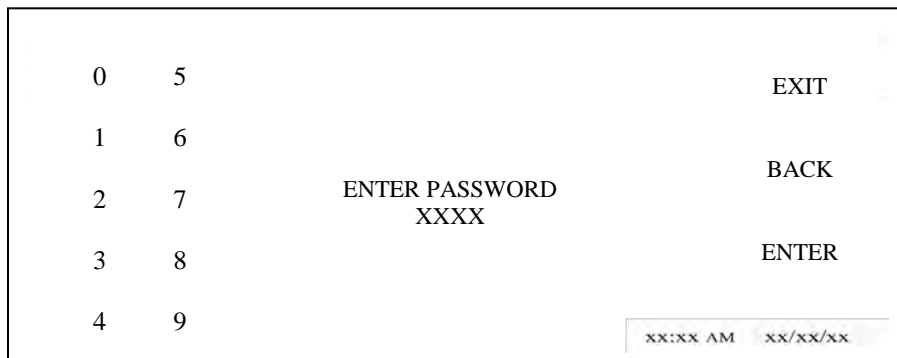 0 5
EXIT
1 6
BACK
2 7
ENTER PASSWORD
XXXX
3 8
ENTER
4 9
xx:xx AM xx/xx/xx